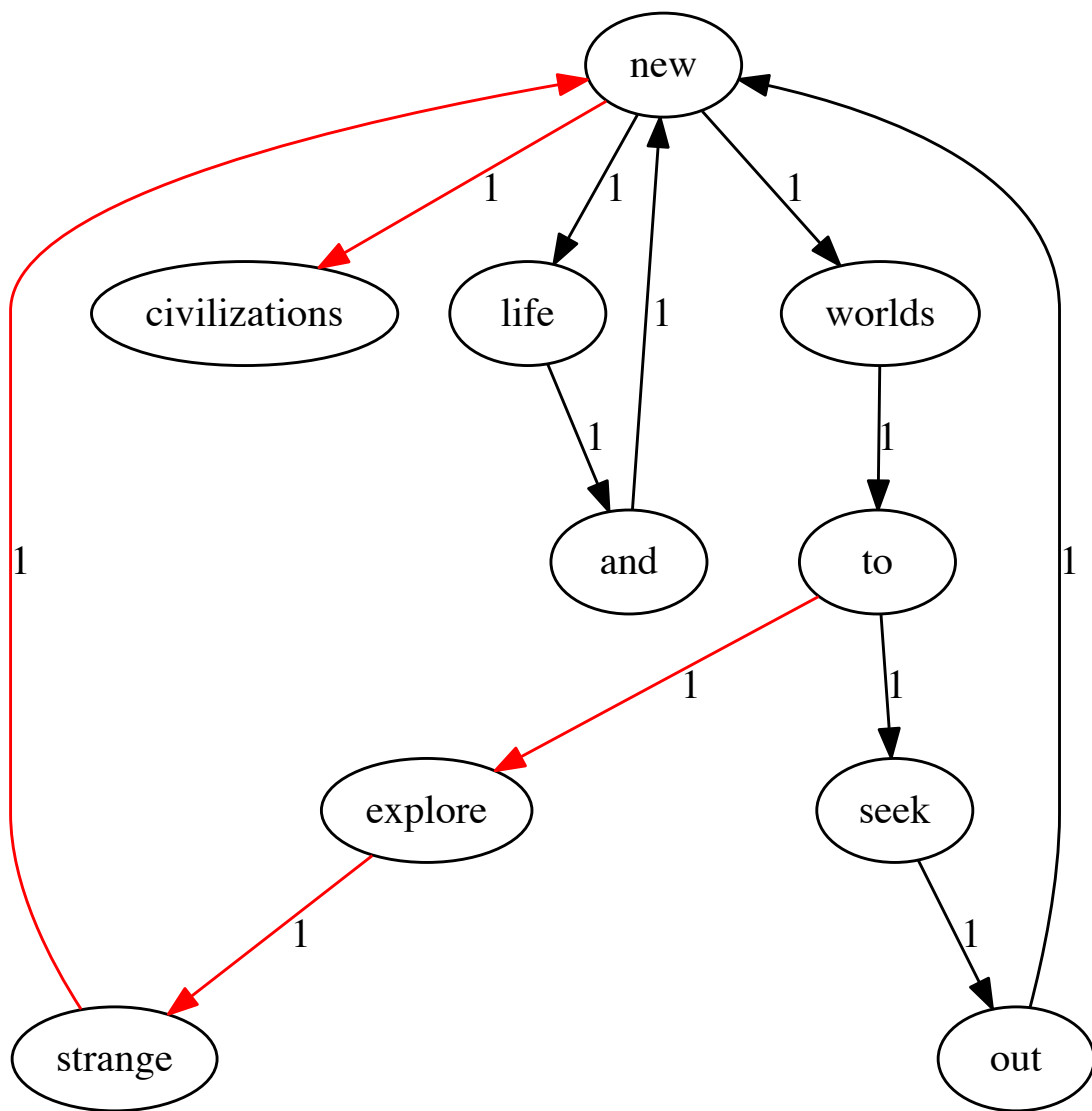 new
1
1
1
civilizations
life
1
worlds
1
1
1
and
to
1
1
1
explore
seek
1
1
strange
out